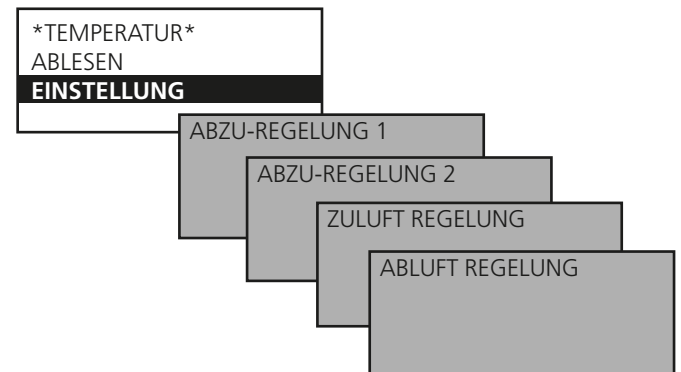 *TEMPERATUR*
ABLESEN
EINSTELLUNG
ABZU-REGELUNG 1
ABZU-REGELUNG 2
ZULUFT REGELUNG
ABLUFT REGELUNG